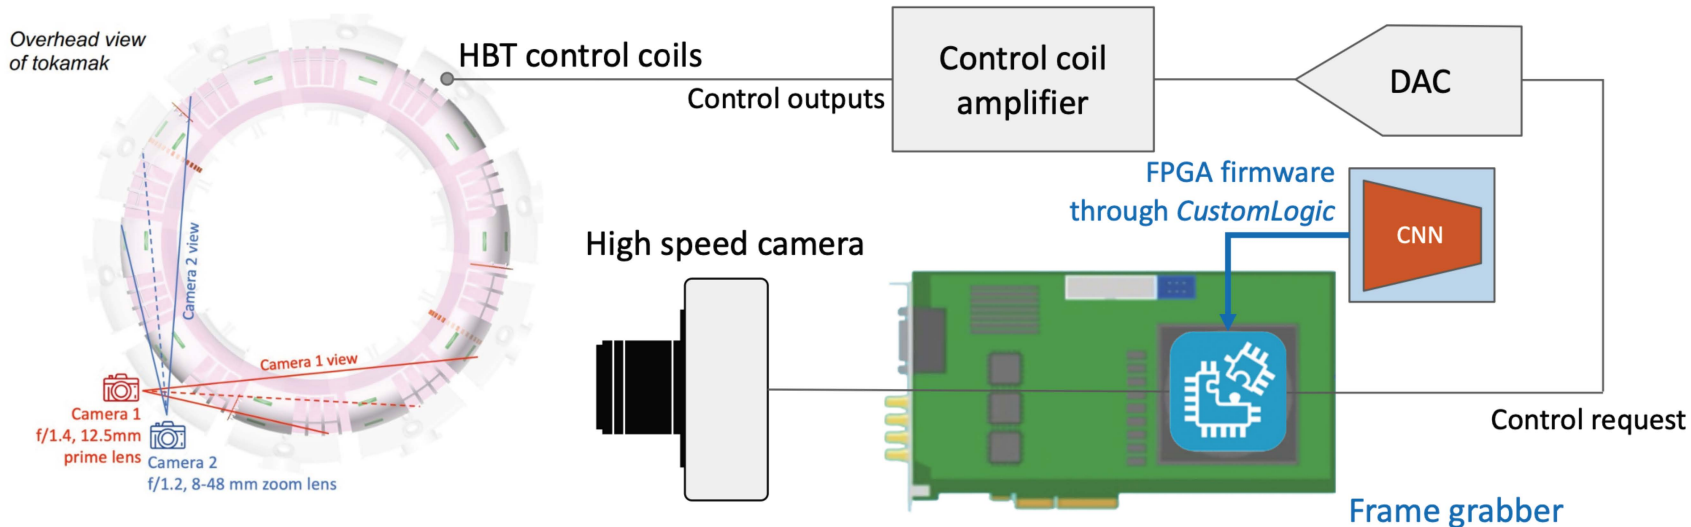 Overhead view
of tokamak
HBT control coils
Control outputs
Control coil
amplifier
DAC
FPGA firmware
through CustomLogic
CNN
High speed camera
Camera 2 view
Camera 1 view
Camera 1
f/1.4, 12.5mm
prime lens
Camera 2
f/1.2, 8-48 mm zoom lens
Control request
Frame grabber